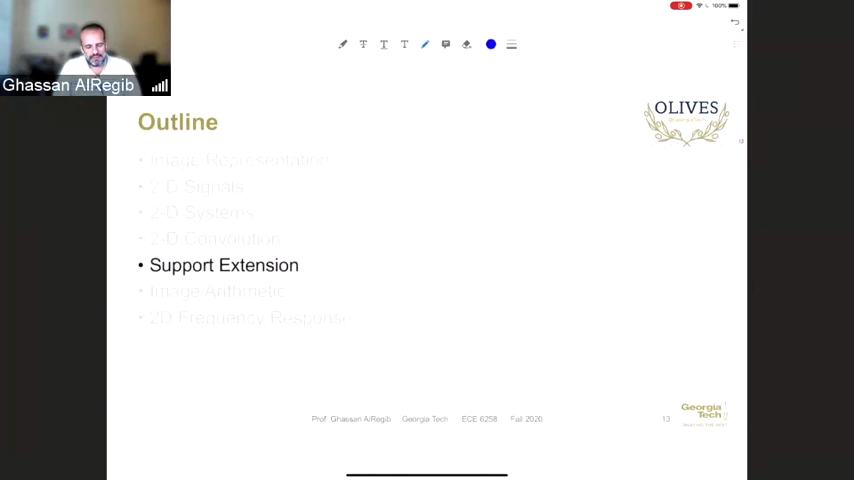 100%
Ghassan AlRegib
OLIVES
Outline
• Image Representation
• 2-D Signals
• 2-D Systems
• 2-D Convolution
• Support Extension
• Image Arithmetic
• 2D Frequency Response
Prof. Ghassan AlRegib Georgia Tech ECE 6258 Fall 2020 13
Georgia
Tech